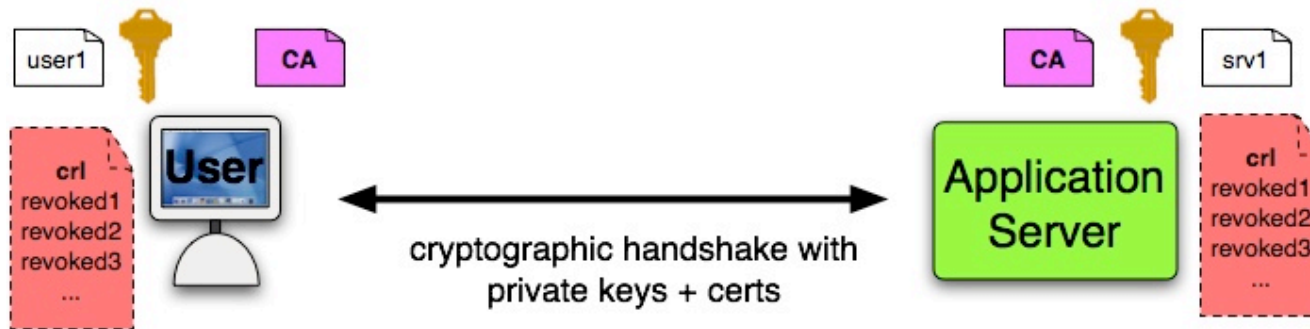 user1
CA
CA
srv1
crl
revoked1
revoked2
revoked3
...
User
cryptographic handshake with
private keys + certs
Application
Server
crl
revoked1
revoked2
revoked3
...